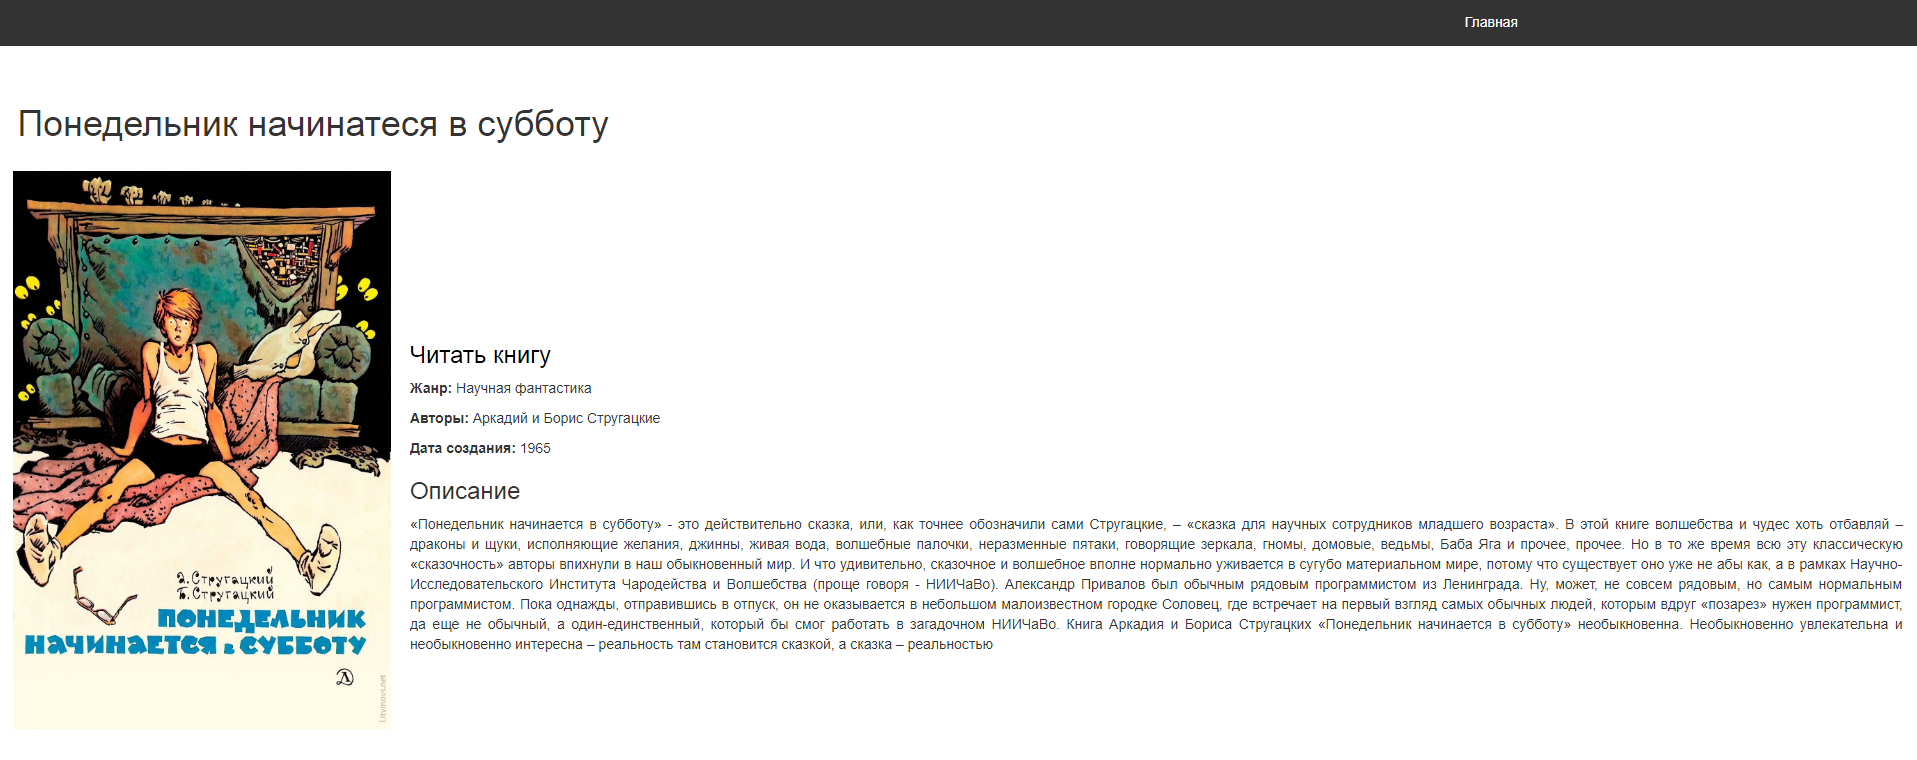 Главная
Понедельник начинатеся в субботу
А.Стругацкий
Б.Стругацкий
ПОНЕДЕЛЬНИК
НАЧИНАЕТСЯ в СУББОТУ
Д
Litvinovs.net
Читать книгу
Жанр: Научная фантастика
Авторы: Аркадий и Борис Стругацкие
Дата создания: 1965
Описание
«Понедельник начинается в субботу» - это действительно сказка, или, как точнее обозначили сами Стругацкие, – «сказка для научных сотрудников младшего возраста». В этой книге волшебства и чудес хоть отбавляй –
драконы и щуки, исполняющие желания, джинны, живая вода, волшебные палочки, неразменные пятаки, говорящие зеркала, гномы, домовые, ведьмы, Баба Яга и прочее, прочее. Но в то же время всю эту классическую
«сказочность» авторы впихнули в наш обыкновенный мир. И что удивительно, сказочное и волшебное вполне нормально уживается в сугубо материальном мире, потому что существует оно уже не абы как, а в рамках Научно-
Исследовательского Института Чародейства и Волшебства (проще говоря - НИИЧаВо). Александр Привалов был обычным рядовым программистом из Ленинграда. Ну, может, не совсем рядовым, но самым нормальным
программистом. Пока однажды, отправившись в отпуск, он не оказывается в небольшом малоизвестном городке Соловец, где встречает на первый взгляд самых обычных людей, которым вдруг «позарез» нужен программист,
да еще не обычный, а один-единственный, который бы смог работать в загадочном НИИЧаВо. Книга Аркадия и Бориса Стругацких «Понедельник начинается в субботу» необыкновенна. Необыкновенно увлекательна и
необыкновенно интересна – реальность там становится сказкой, а сказка – реальностью